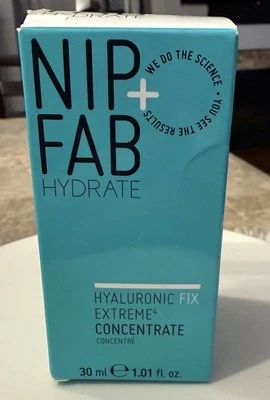 HYDRATE
NIP+
FAB
HYDRATE
WE DO THE SCIENCE • YOU SEE THE RESULTS •
HYALURONIC FIX
EXTREME⁴
CONCENTRATE
CONCENTRÉ
30 ml ℮ 1.01 fl. oz.